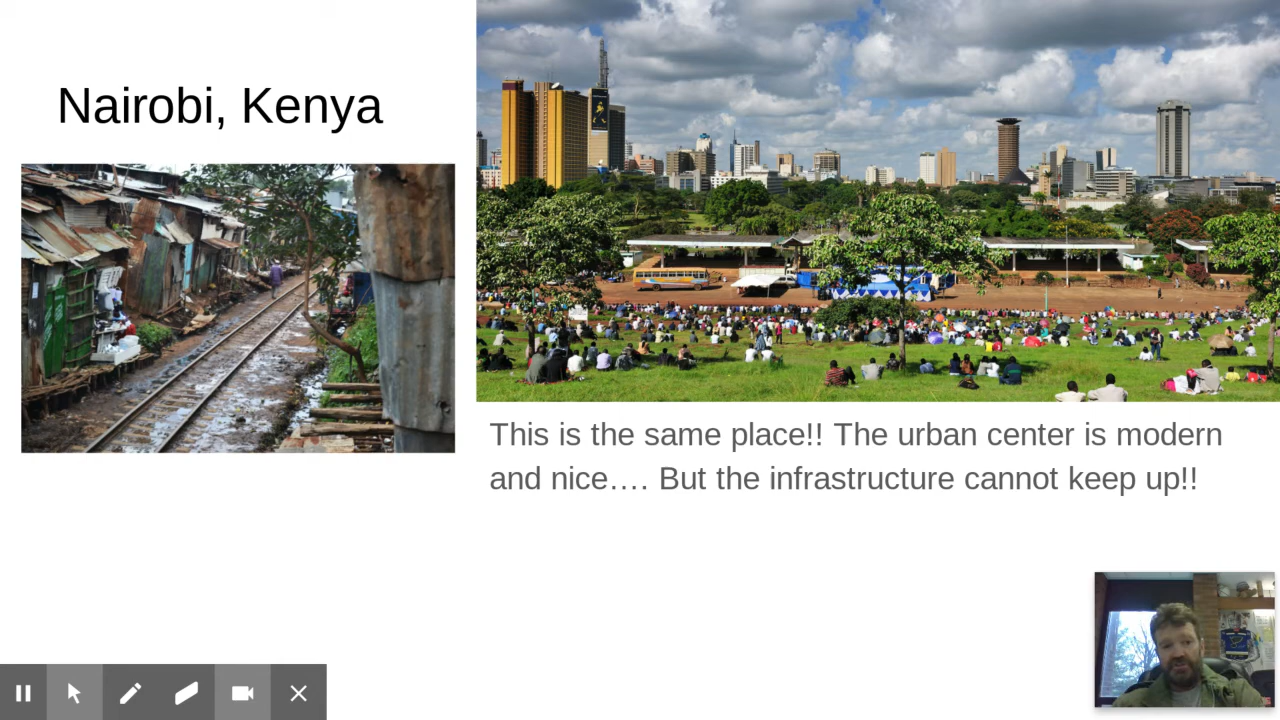 Nairobi, Kenya
This is the same place!! The urban center is modern
and nice…. But the infrastructure cannot keep up!!